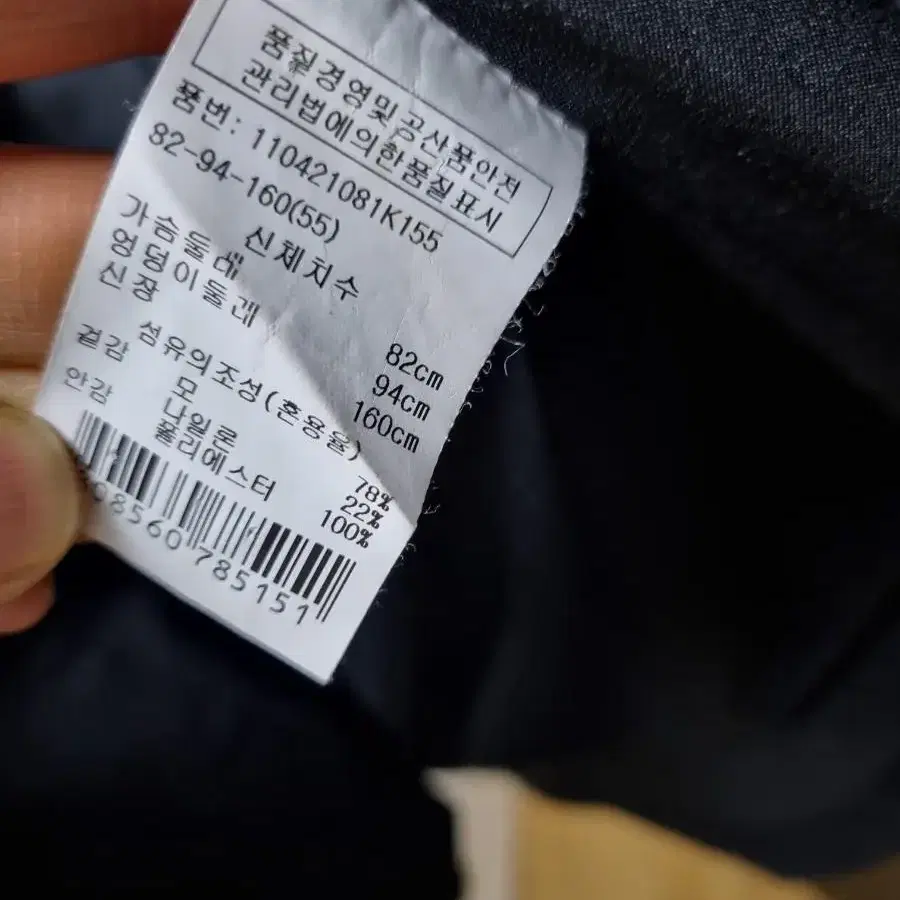 품질경영및공산품안전
관리법에의한품질표시
품번: 110421081K155
82-94-160(55)
신체치수
가슴둘레 82cm
엉덩이둘레 94cm
신장 160cm
섬유의조성(혼용율)
겉감 모 78%
나일론 22%
안감 폴리에스터 100%
08560 785151